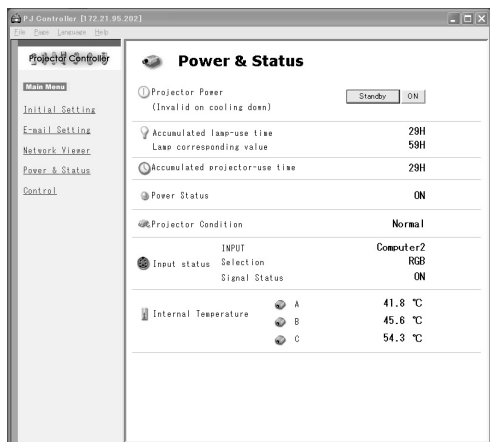 PJ Controller [172.21.95.202]
File Page Language Help
Projector Controller
Main Menu
Initial Setting
E-mail Setting
Network Viewer
Power & Status
Control
Power & Status
Projector Power
(Invalid on cooling down)
Standby ON
Accumulated lamp-use time 29H
Lamp corresponding value 59H
Accumulated projector-use time 29H
Power Status ON
Projector Condition Normal
INPUT Computer2
Input status Selection RGB
Signal Status ON
Internal Temperature A 41.8 ℃
B 45.6 ℃
C 54.3 ℃